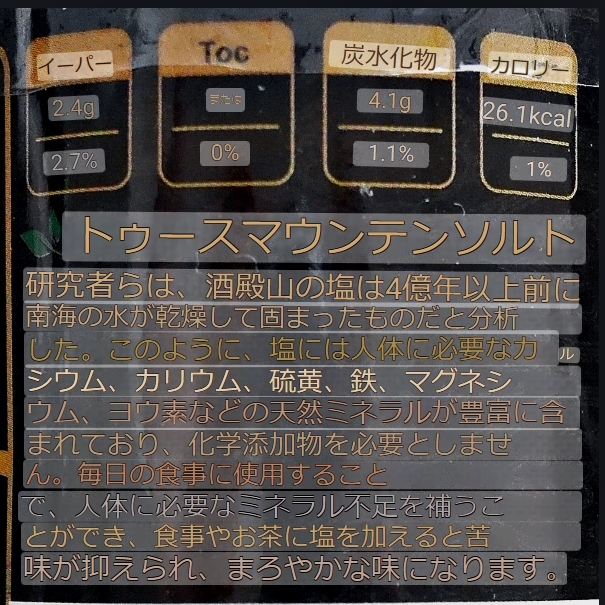 イーパー
2.4g
2.7%
Toc
または
0%
炭水化物
4.1g
1.1%
カロリー
26.1kcal
1%
トゥースマウンテンソルト
研究者らは、酒殿山の塩は4億年以上前に
南海の水が乾燥して固まったものだと分析
した。このように、塩には人体に必要な力
ル
シウム、カリウム、硫黄、鉄、マグネシ
ウム、ヨウ素などの天然ミネラルが豊富に含
まれており、化学添加物を必要としませ
ん。毎日の食事に使用すること
で、人体に必要なミネラル不足を補うこ
とができ、食事やお茶に塩を加えると苦
味が抑えられ、まろやかな味になります。